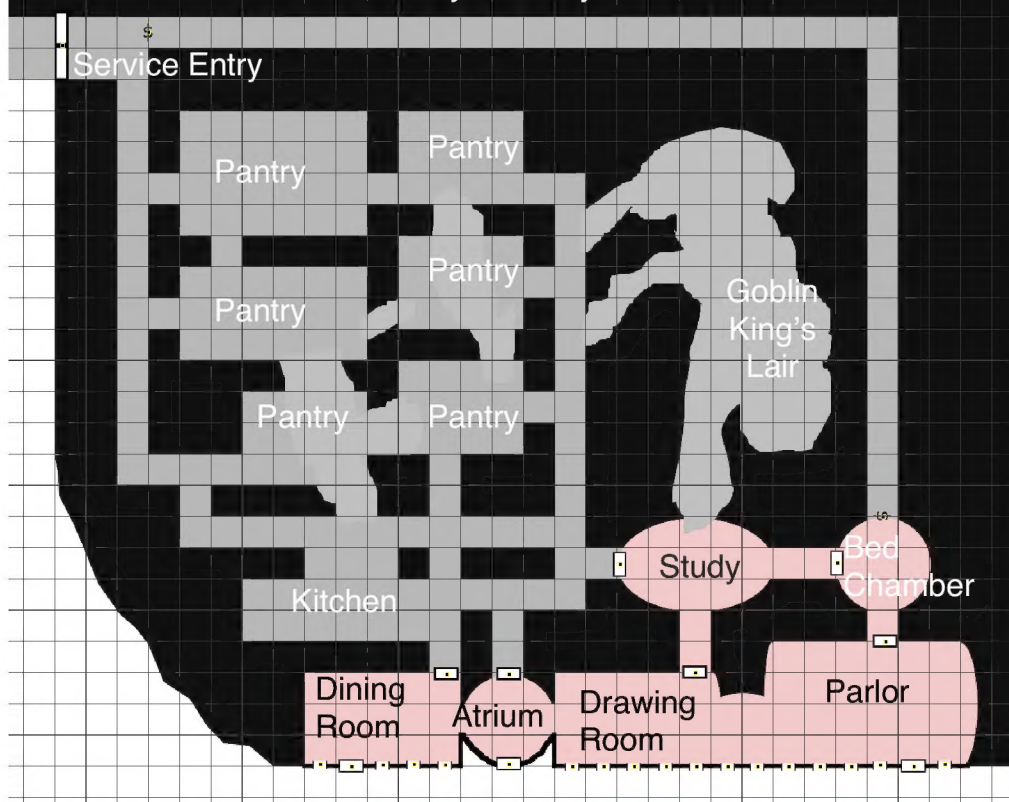 S
Service Entry
Pantry
Pantry
Pantry
Pantry
Goblin
King's
Lair
Pantry
Pantry
S
Study
Bed
Chamber
Kitchen
Dining
Room
Atrium
Drawing
Room
Parlor